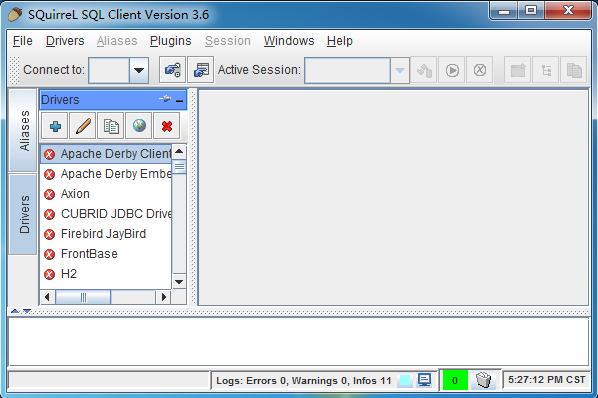 SQuirreL SQL Client Version 3.6
File Drivers Aliases Plugins Session Windows Help
Connect to: Active Session:
Aliases
Drivers
Drivers
Apache Derby Client
Apache Derby Embe
Axion
CUBRID JDBC Drive
Firebird JayBird
FrontBase
H2
Logs: Errors 0, Warnings 0, Infos 11 0 5:27:12 PM CST